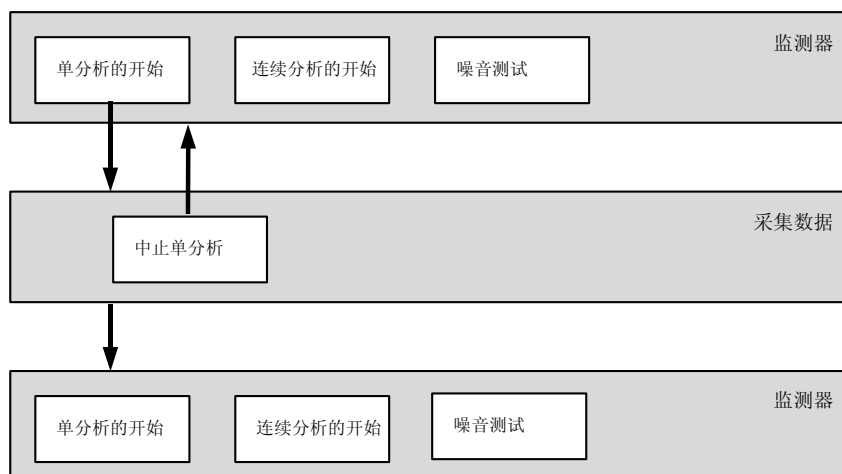 监测器
单分析的开始
连续分析的开始
噪音测试
采集数据
中止单分析
监测器
单分析的开始
连续分析的开始
噪音测试